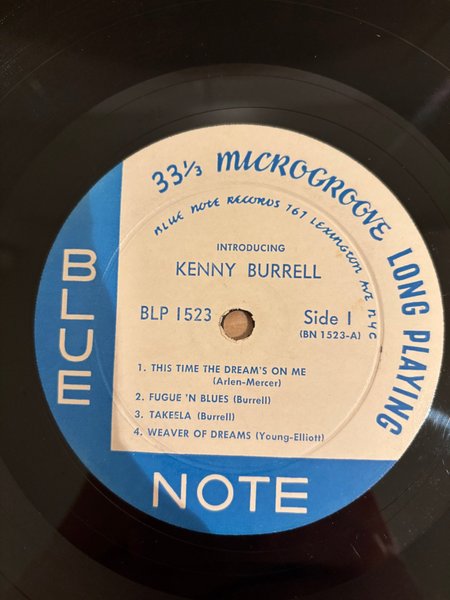 33⅓ MICROGROOVE LONG PLAYING
BLUE NOTE RECORDS 767 LEXINGTON AVE NYC
INTRODUCING
KENNY BURRELL
BLP 1523
Side 1
(BN 1523-A)
1. THIS TIME THE DREAM'S ON ME
(Arlen-Mercer)
2. FUGUE 'N BLUES (Burrell)
3. TAKEELA (Burrell)
4. WEAVER OF DREAMS (Young-Elliott)
BLUE
NOTE